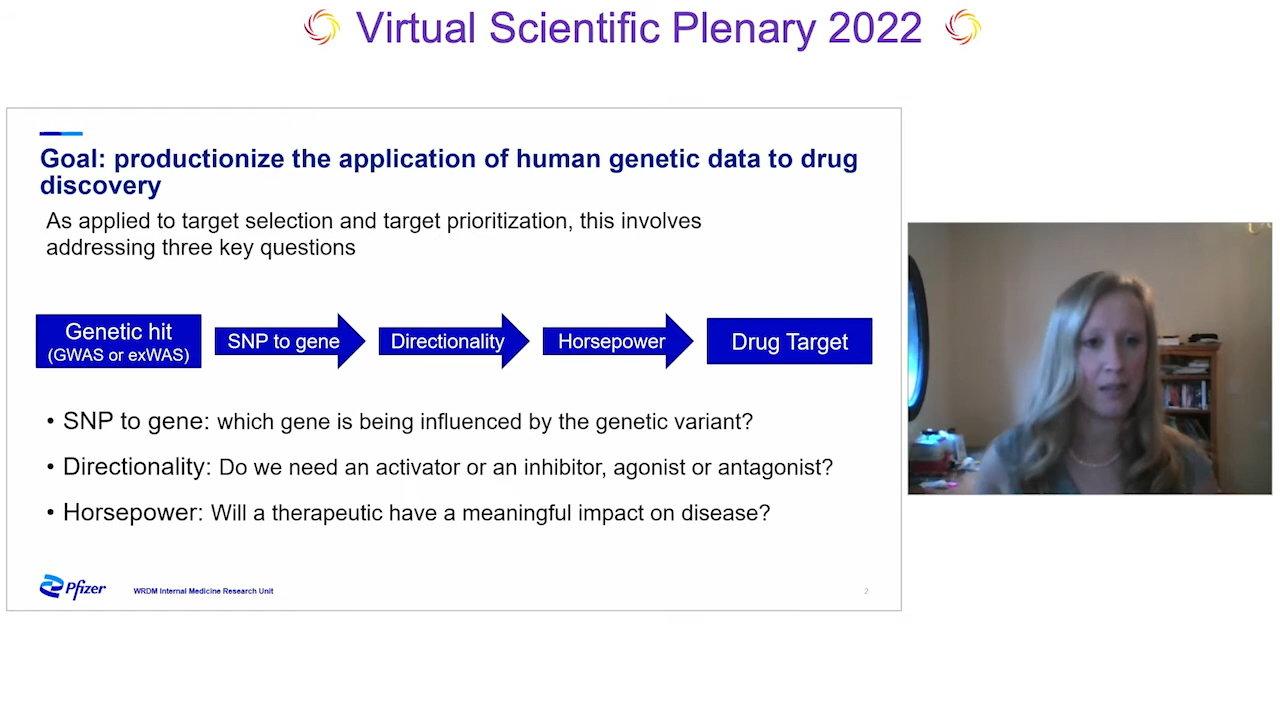 Virtual Scientific Plenary 2022
Goal: productionize the application of human genetic data to drug
discovery
As applied to target selection and target prioritization, this involves
addressing three key questions
Genetic hit
(GWAS or exWAS)
SNP to gene
Directionality
Horsepower
Drug Target
• SNP to gene: which gene is being influenced by the genetic variant?
• Directionality: Do we need an activator or an inhibitor, agonist or antagonist?
• Horsepower: Will a therapeutic have a meaningful impact on disease?
Pfizer
WRDM Internal Medicine Research Unit
2